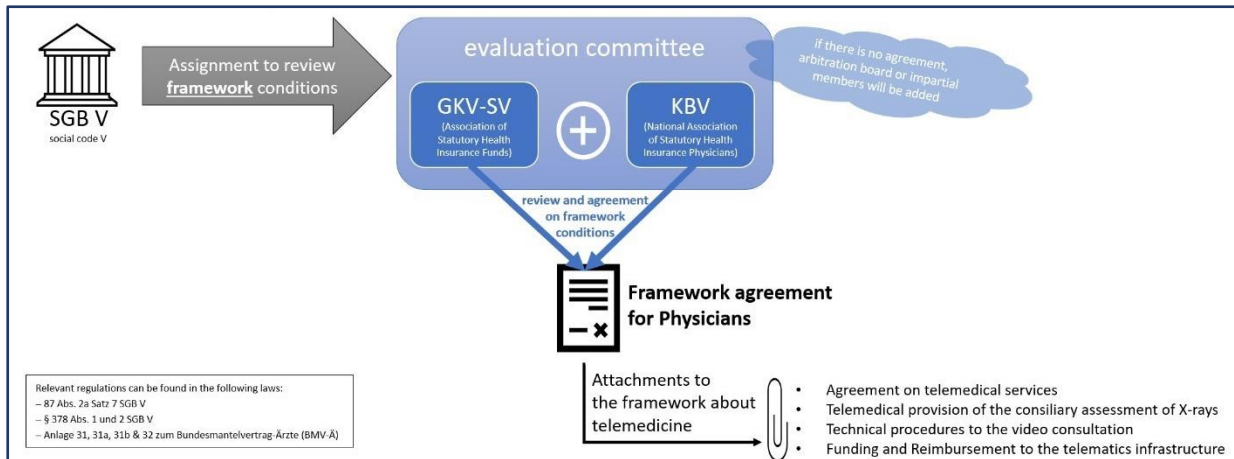 SGB V
social code V
Assignment to review
framework conditions
evaluation committee
GKV-SV
(Association of
Statutory Health
Insurance Funds)
KBV
(National Association
of Statutory Health
Insurance Physicians)
if there is no agreement,
arbitration board or impartial
members will be added
review and agreement
on framework
conditions
Framework agreement
for Physicians
Attachments to
the framework about
telemedicine
• Agreement on telemedical services
• Telemedical provision of the consiliary assessment of X-rays
• Technical procedures to the video consultation
• Funding and Reimbursement to the telematics infrastructure
Relevant regulations can be found in the following laws:
– 87 Abs. 2a Satz 7 SGB V
– § 378 Abs. 1 und 2 SGB V
– Anlage 31, 31a, 31b & 32 zum Bundesmantelvertrag-Ärzte (BMV-Ä)